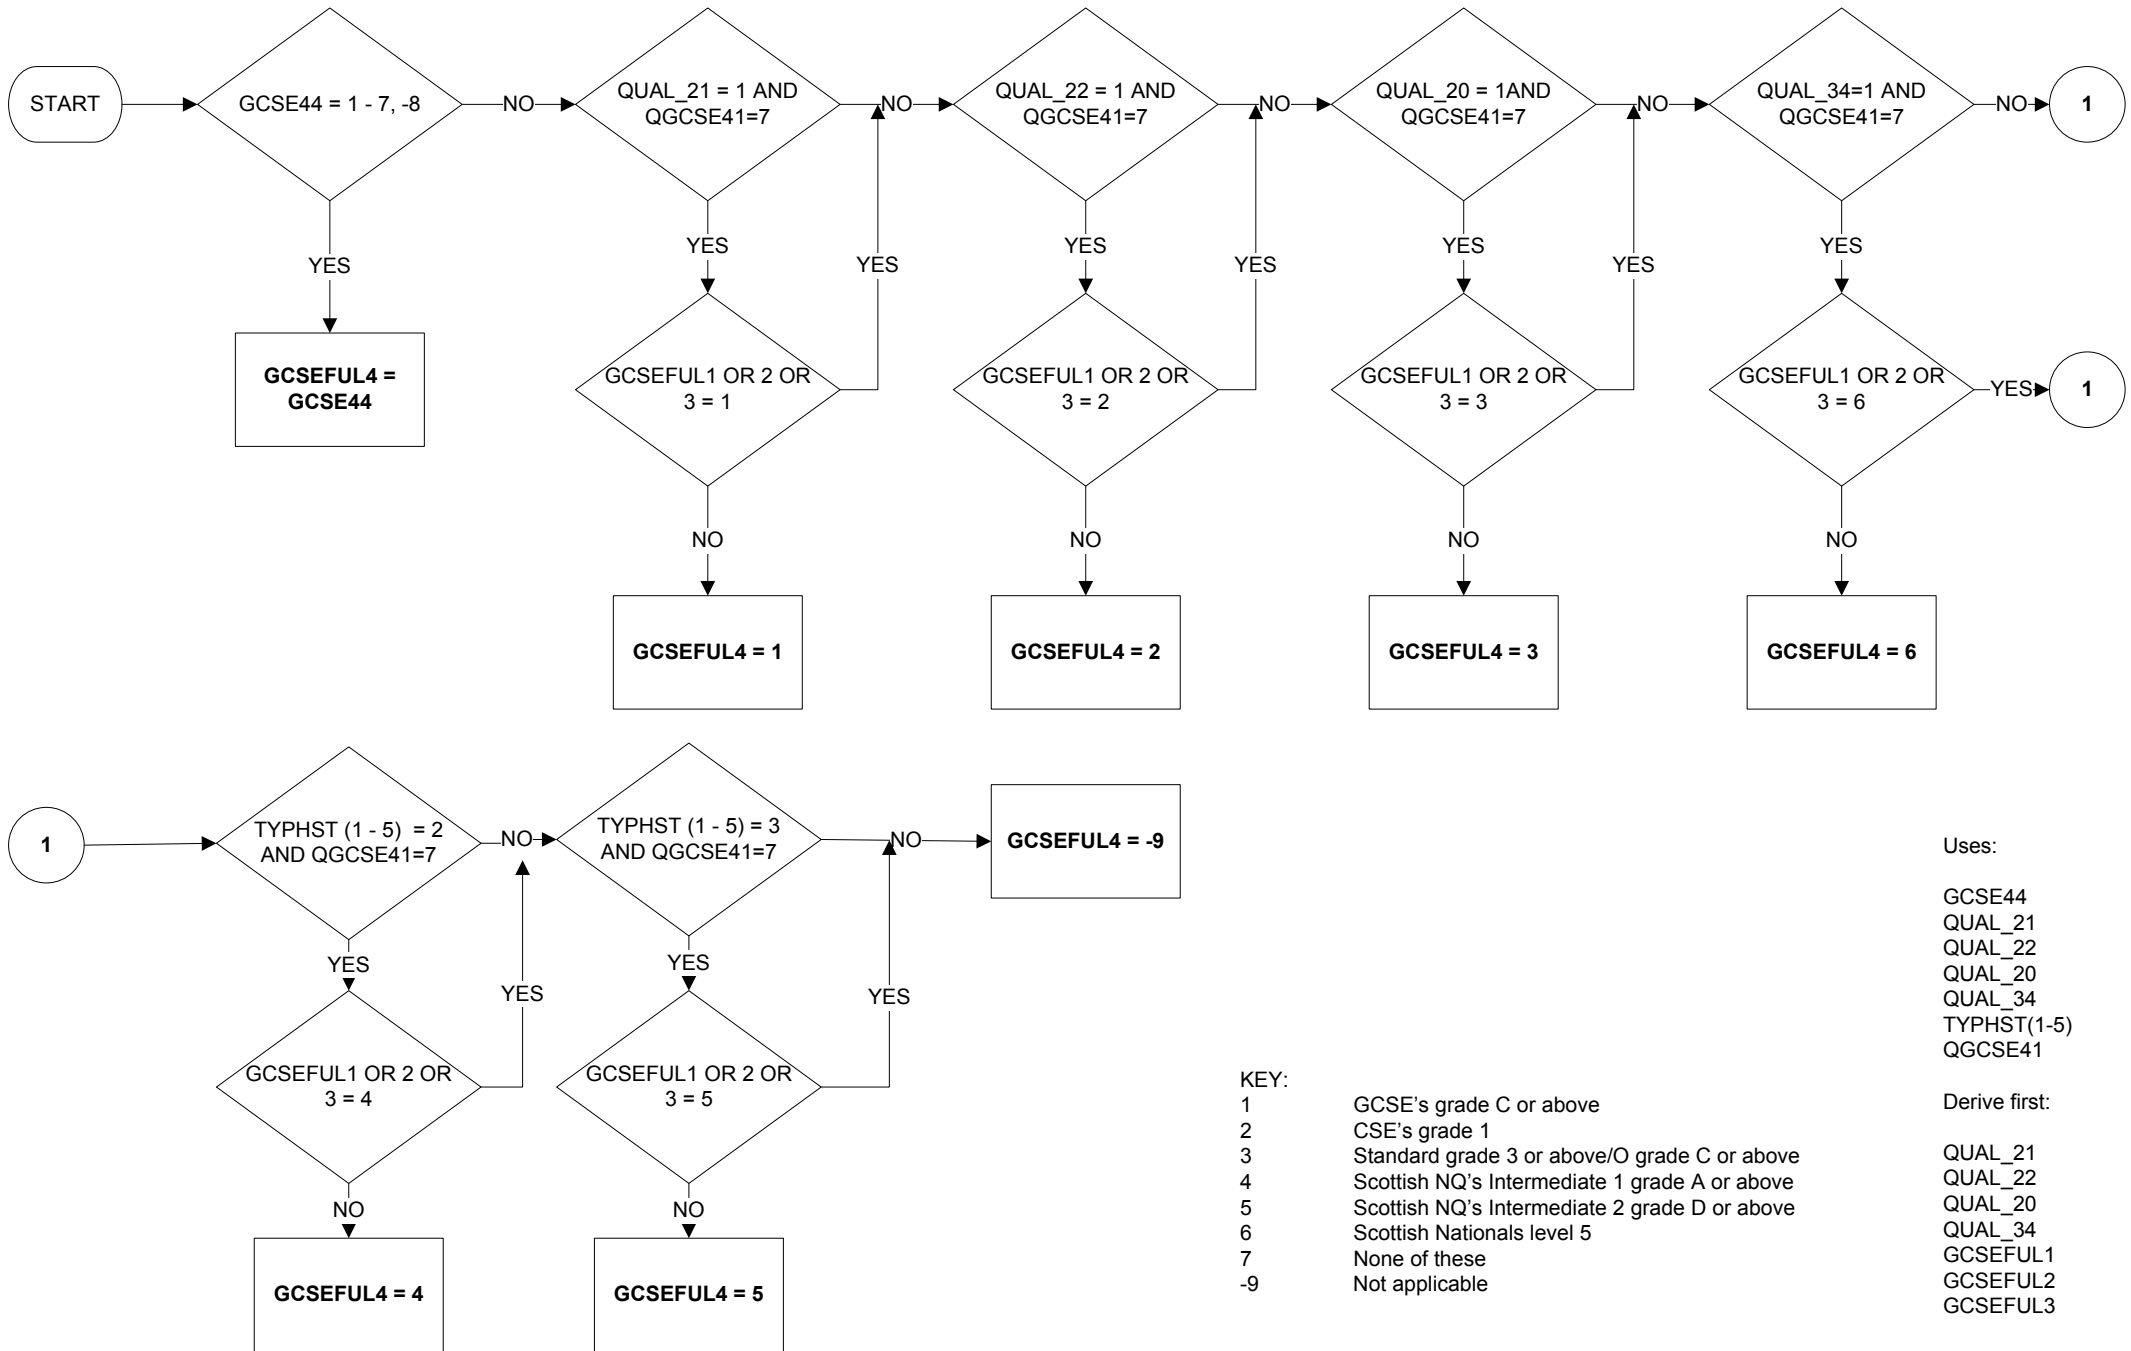 START
GCSE44 = 1 - 7, -8
NO
QUAL_21 = 1 AND
QGCSE41=7
NO
QUAL_22 = 1 AND
QGCSE41=7
NO
QUAL_20 = 1AND
QGCSE41=7
NO
QUAL_34=1 AND
QGCSE41=7
NO
1
YES
YES
YES
YES
YES
YES
YES
YES
GCSEFUL4 =
GCSE44
GCSEFUL1 OR 2 OR
3 = 1
GCSEFUL1 OR 2 OR
3 = 2
GCSEFUL1 OR 2 OR
3 = 3
GCSEFUL1 OR 2 OR
3 = 6
YES
1
NO
NO
NO
NO
GCSEFUL4 = 1
GCSEFUL4 = 2
GCSEFUL4 = 3
GCSEFUL4 = 6
1
TYPHST (1 - 5)  = 2
AND QGCSE41=7
NO
TYPHST (1 - 5) = 3
AND QGCSE41=7
NO
GCSEFUL4 = -9
YES
YES
YES
YES
GCSEFUL1 OR 2 OR
3 = 4
GCSEFUL1 OR 2 OR
3 = 5
NO
NO
GCSEFUL4 = 4
GCSEFUL4 = 5
KEY:
1 GCSE’s grade C or above
2 CSE’s grade 1
3 Standard grade 3 or above/O grade C or above
4 Scottish NQ’s Intermediate 1 grade A or above
5 Scottish NQ’s Intermediate 2 grade D or above
6 Scottish Nationals level 5
7 None of these
-9 Not applicable
Uses:
GCSE44
QUAL_21
QUAL_22
QUAL_20
QUAL_34
TYPHST(1-5)
QGCSE41
Derive first:
QUAL_21
QUAL_22
QUAL_20
QUAL_34
GCSEFUL1
GCSEFUL2
GCSEFUL3